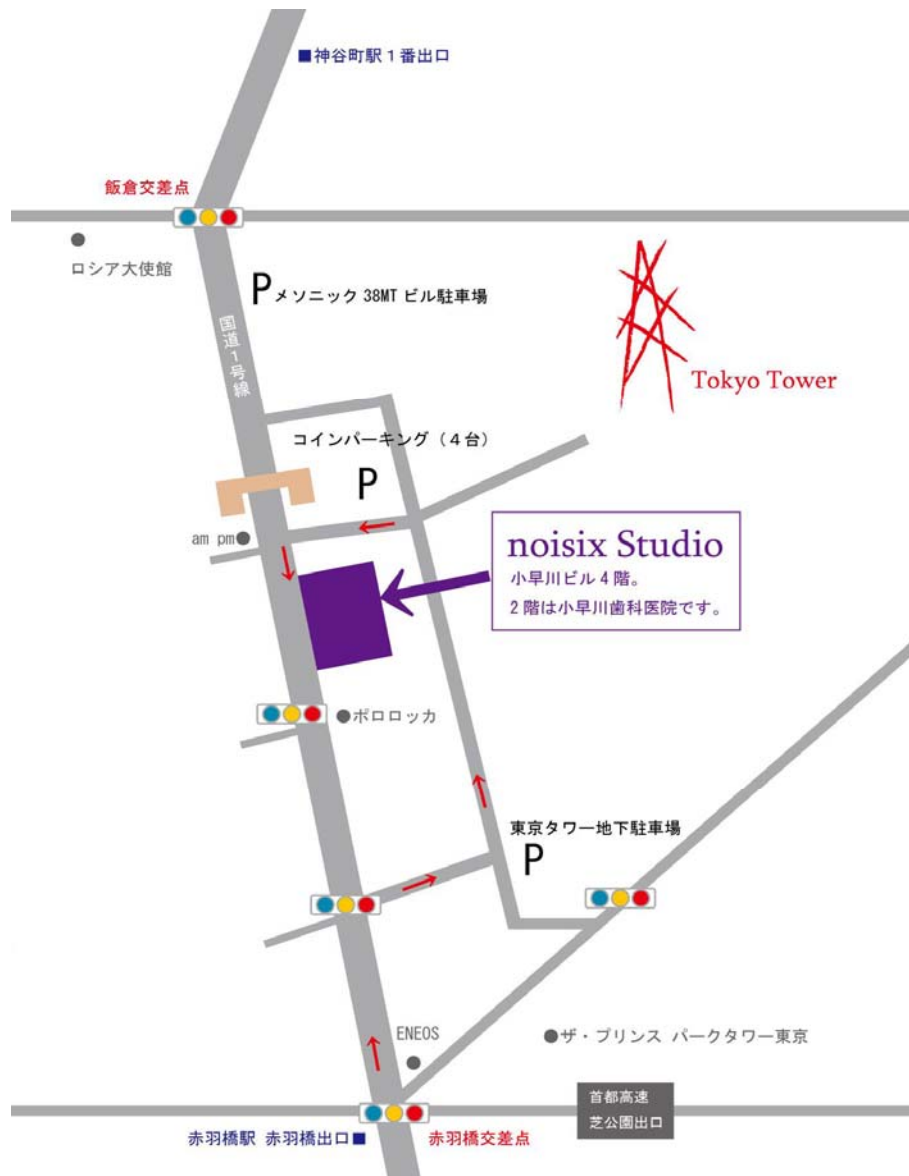 ■神谷町駅1番出口
飯倉交差点
ロシア大使館
P メソニック 38MT ビル駐車場
国道1号線
Tokyo Tower
コインパーキング（４台）
P
am pm
noisix Studio
小早川ビル4階。
2階は小早川歯科医院です。
ポロロッカ
東京タワー地下駐車場
P
ENEOS
ザ・プリンス パークタワー東京
首都高速
芝公園出口
赤羽橋駅 赤羽橋出口■
赤羽橋交差点